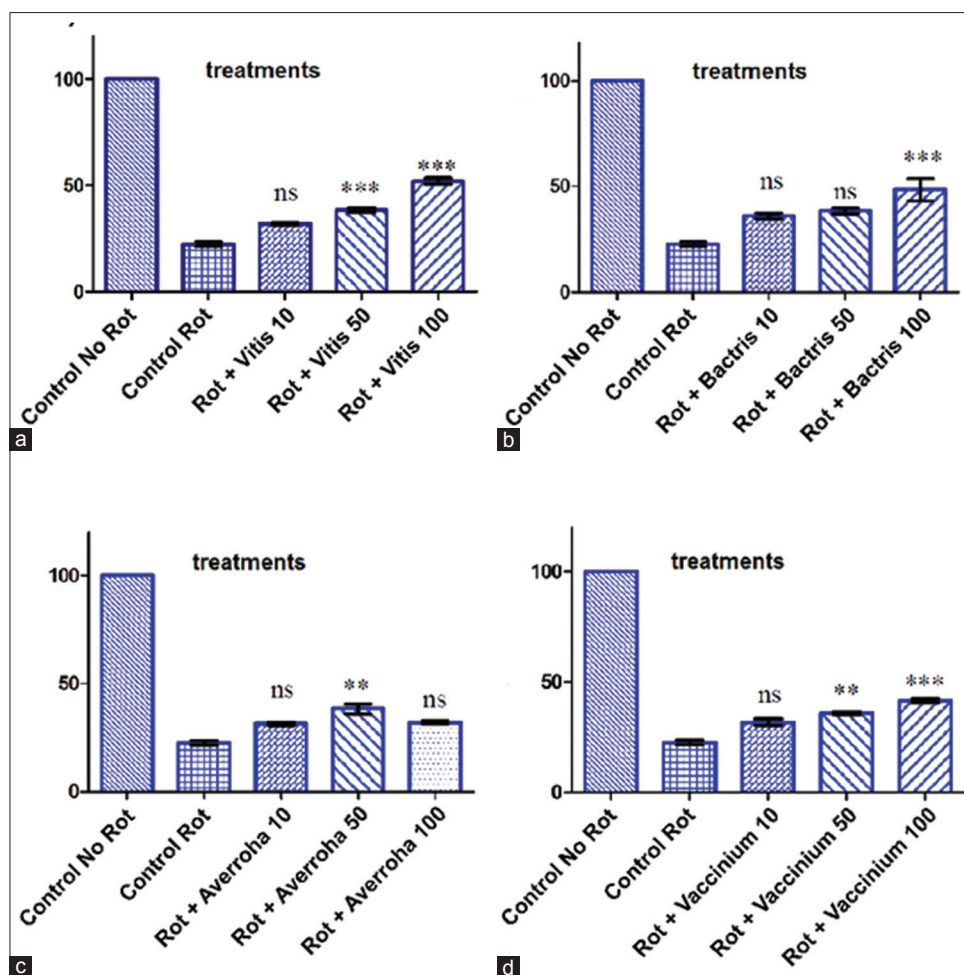 treatments
100
50
0
ns
***
***
Control No Rot
Control Rot
Rot + Vitis 10
Rot + Vitis 50
Rot + Vitis 100
a
treatments
100
50
0
ns
ns
***
Control No Rot
Control Rot
Rot + Bactris 10
Rot + Bactris 50
Rot + Bactris 100
b
treatments
100
50
0
ns
**
ns
Control No Rot
Control Rot
Rot + Averroha 10
Rot + Averroha 50
Rot + Averroha 100
c
treatments
100
50
0
ns
**
***
Control No Rot
Control Rot
Rot + Vaccinium 10
Rot + Vaccinium 50
Rot + Vaccinium 100
d